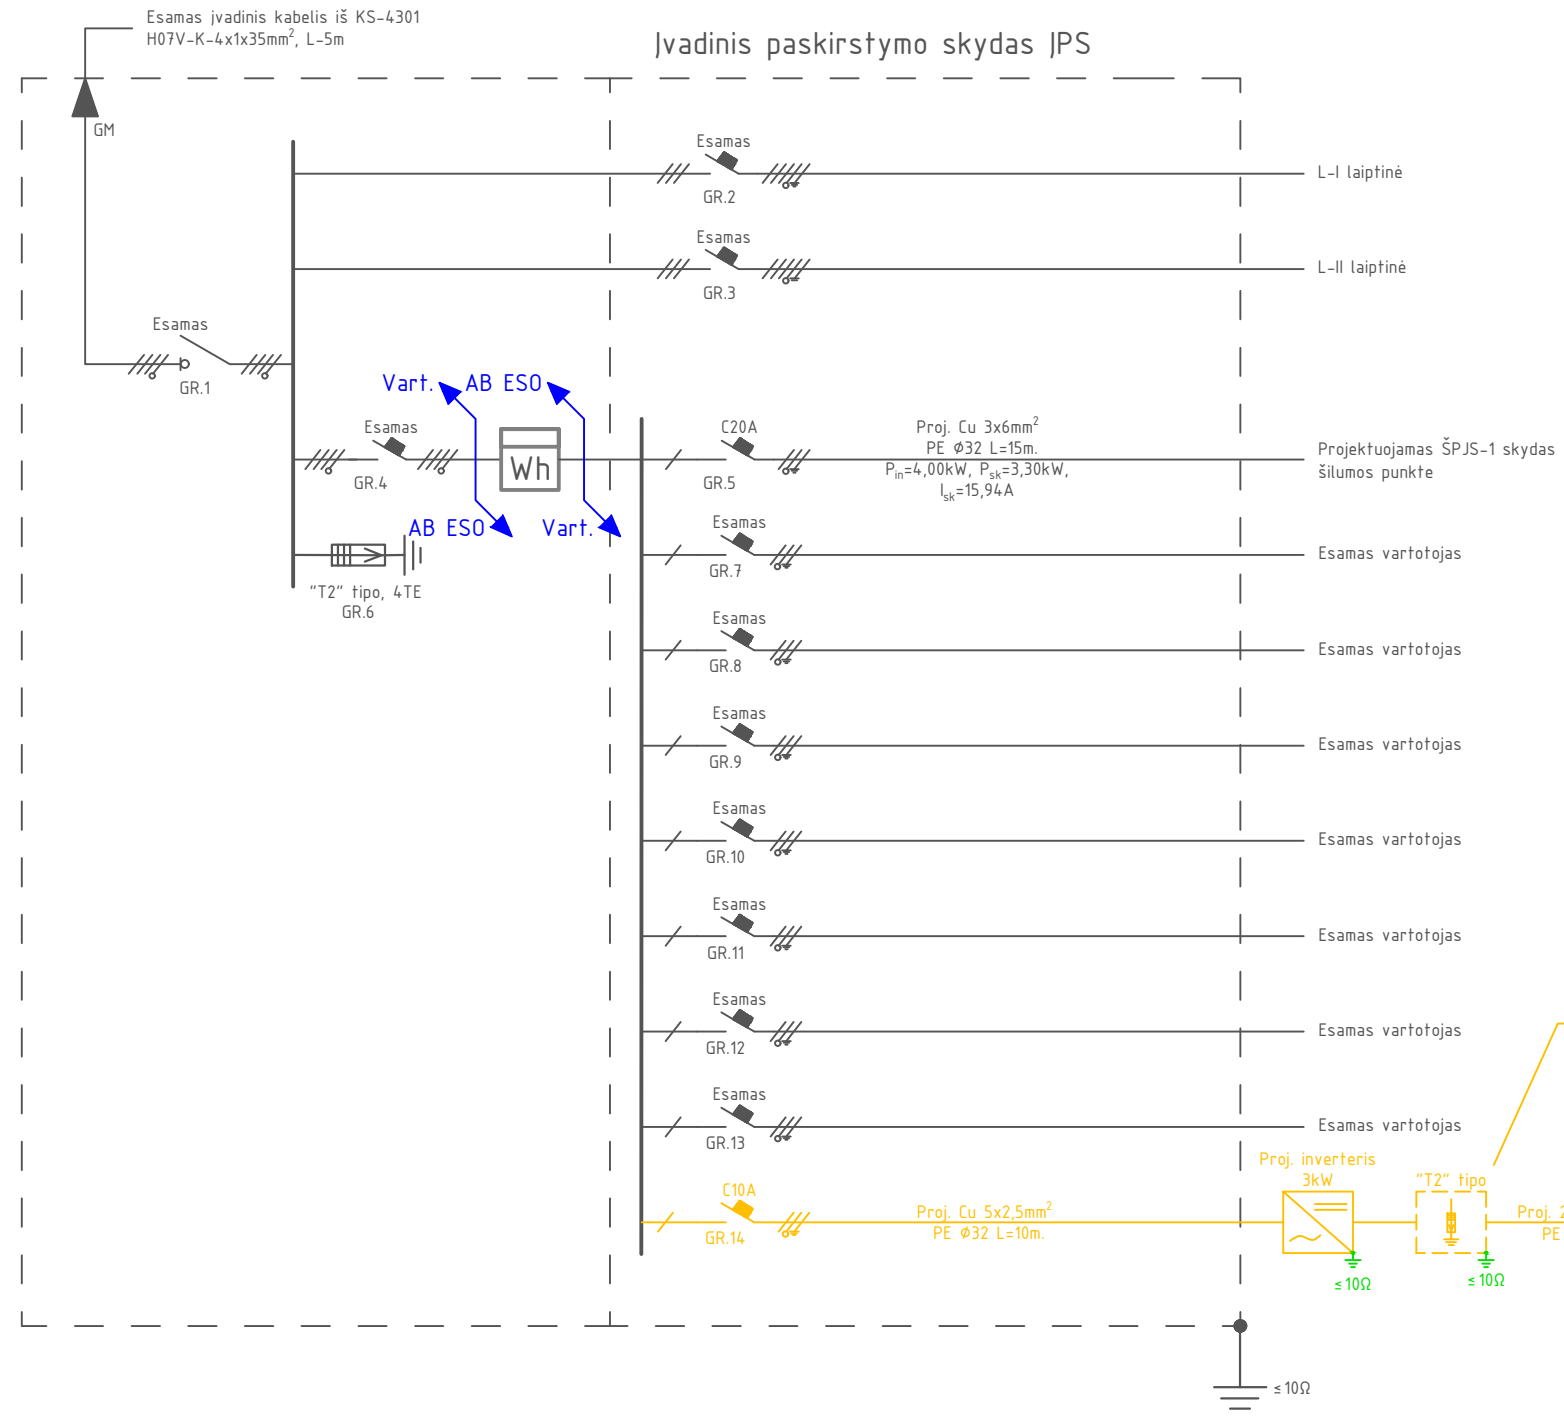 Esamas įvadinis kabelis iš KS-4301
H07V-K-4x1x35mm², L-5m
Įvadinis paskirstymo skydas ĮPS
GM
Esamas
GR.2
L-I laiptinė
Esamas
GR.3
L-II laiptinė
Esamas
GR.1
Vart.
AB ESO
Esamas
GR.4
Wh
AB ESO
Vart.
C20A
GR.5
Proj. Cu 3x6mm²
PE Ø32 L=15m.
Pin=4,00kW, Psk=3,30kW,
Isk=15,94A
Projektuojamas ŠPJS-1 skydas
šilumos punkte
"T2" tipo, 4TE
GR.6
Esamas
GR.7
Esamas vartotojas
Esamas
GR.8
Esamas vartotojas
Esamas
GR.9
Esamas vartotojas
Esamas
GR.10
Esamas vartotojas
Esamas
GR.11
Esamas vartotojas
Esamas
GR.12
Esamas vartotojas
Esamas
GR.13
Esamas vartotojas
C10A
GR.14
Proj. Cu 5x2,5mm²
PE Ø32 L=10m.
Proj. inverteris
3kW
≤10Ω
"T2" tipo
≤10Ω
Proj. 2
PE
≤10Ω